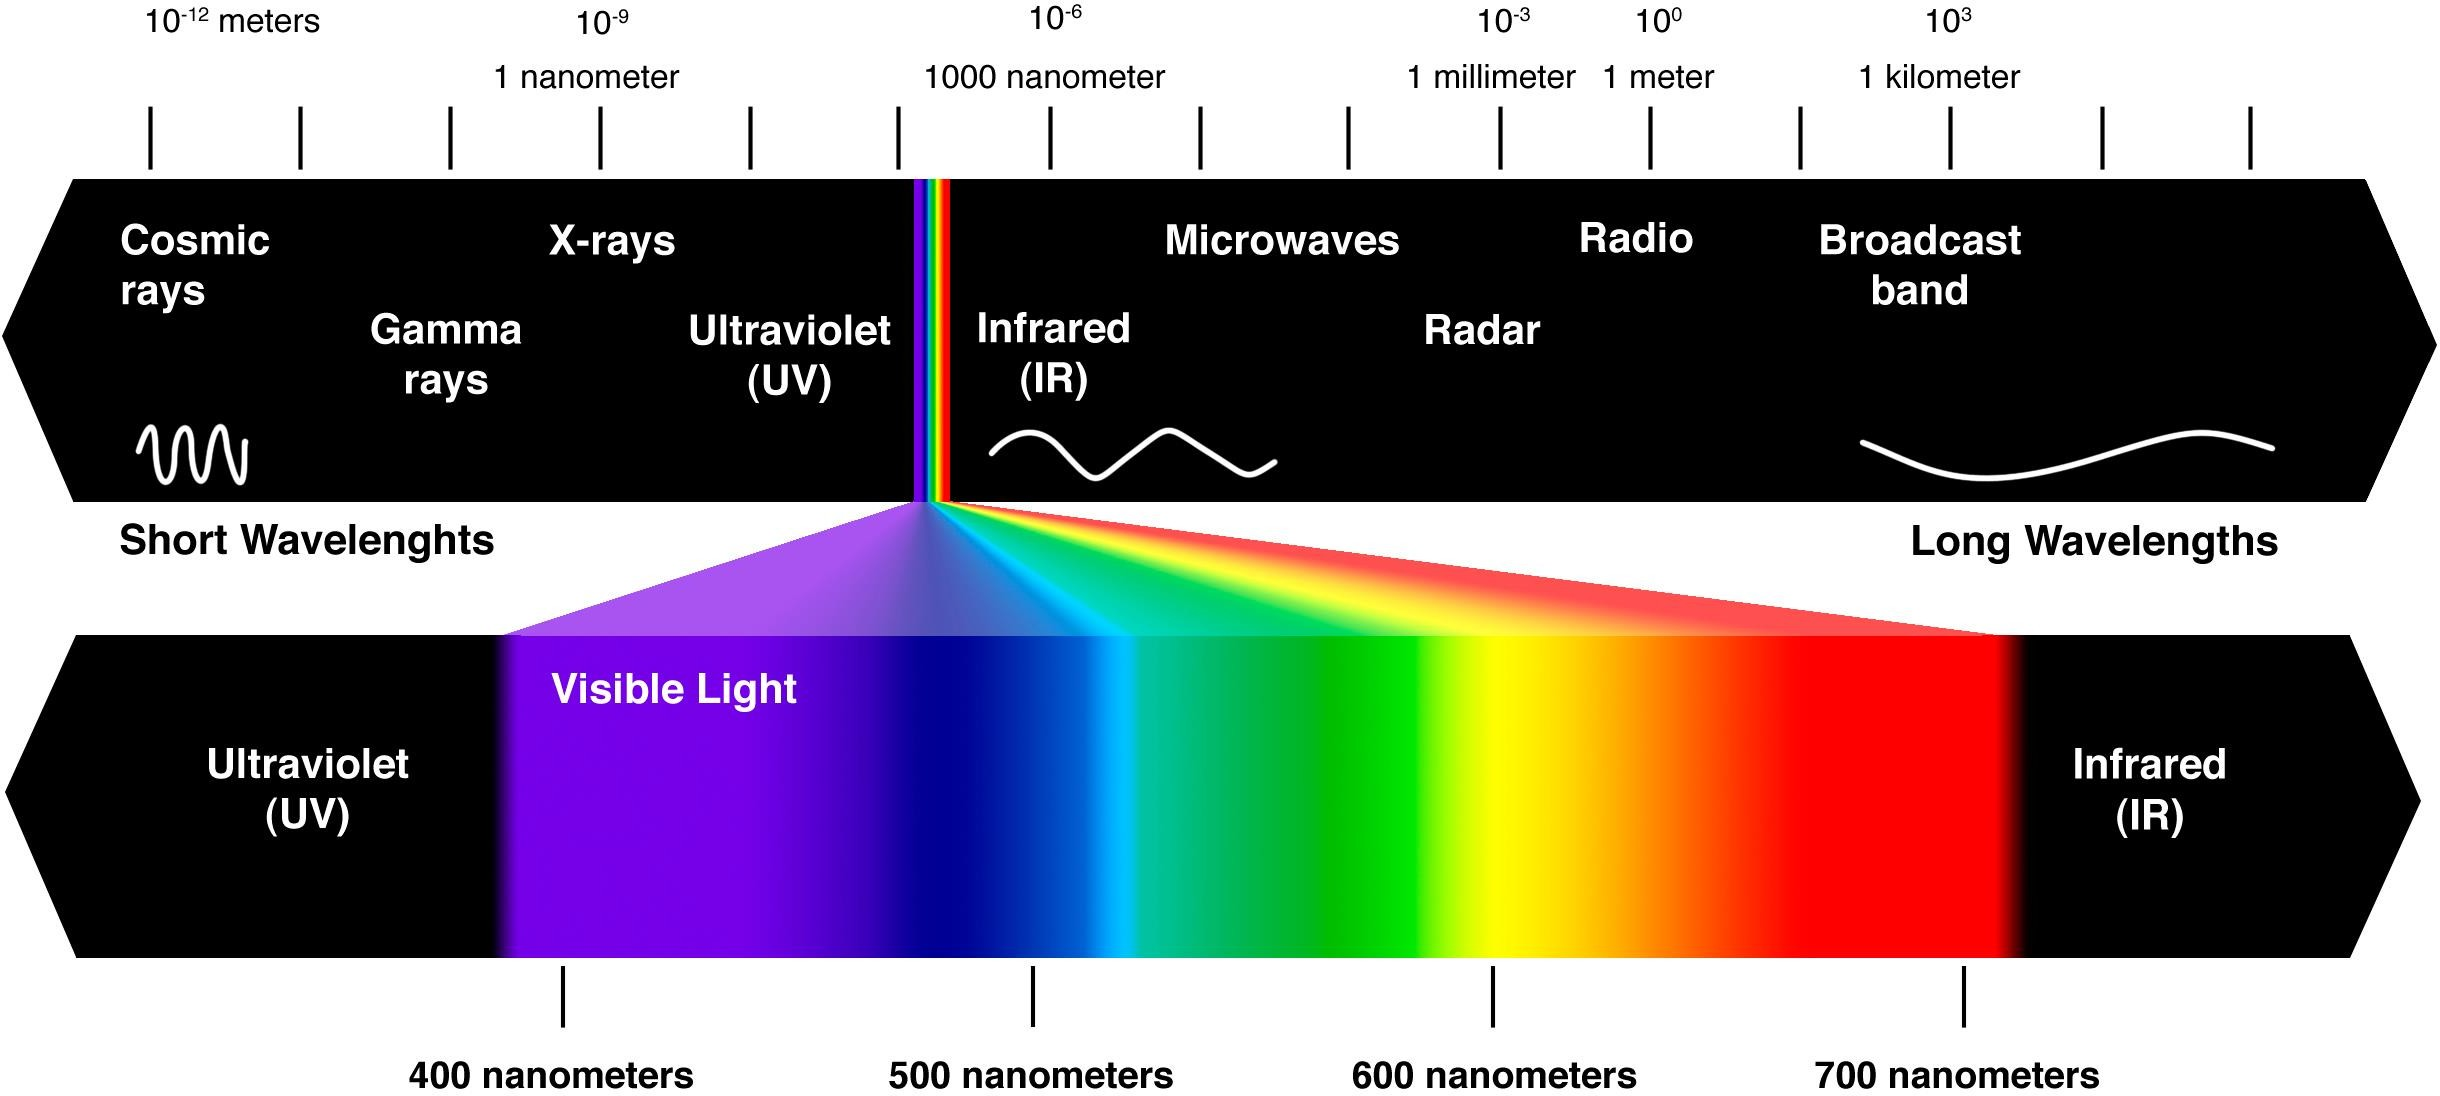 10⁻¹² meters
10⁻⁹
10⁻⁶
10⁻³
10⁰
10³
1 nanometer
1000 nanometer
1 millimeter
1 meter
1 kilometer
Cosmic
rays
Gamma
rays
X-rays
Ultraviolet
(UV)
Infrared
(IR)
Microwaves
Radar
Radio
Broadcast
band
Short Wavelenghts
Long Wavelengths
Visible Light
Ultraviolet
(UV)
Infrared
(IR)
400 nanometers
500 nanometers
600 nanometers
700 nanometers